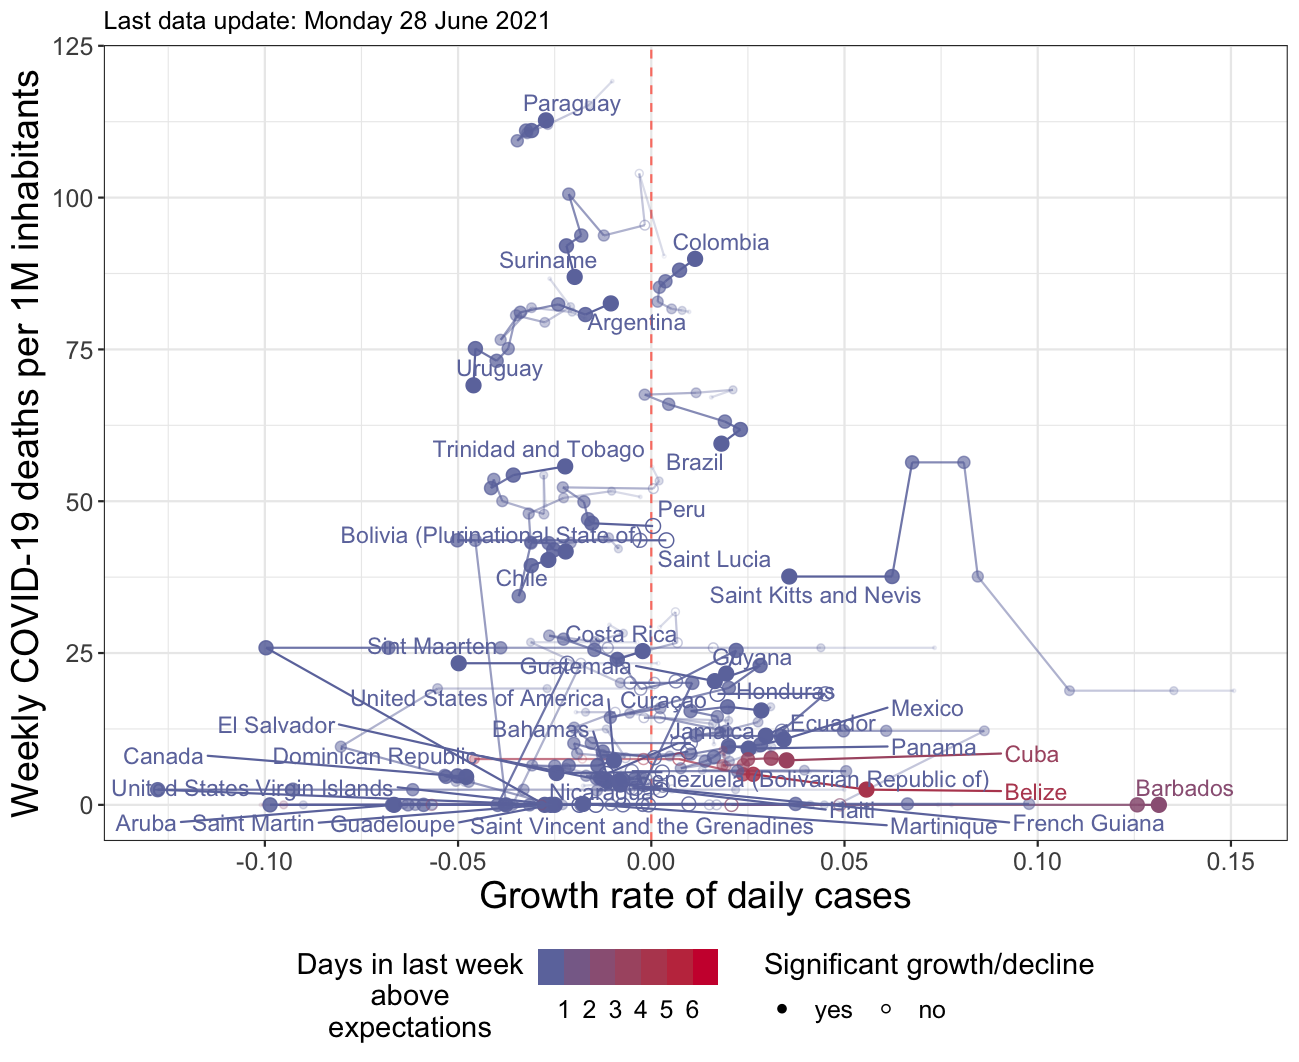 Last data update: Monday 28 June 2021
Weekly COVID-19 deaths per 1M inhabitants
125
100
75
50
25
0
Paraguay
Colombia
Suriname
Argentina
Uruguay
Trinidad and Tobago
Brazil
Peru
Bolivia (Plurinational State of)
Saint Lucia
Chile
Saint Kitts and Nevis
Costa Rica
Sint Maarten
Guyana
Guatemala
Honduras
United States of America
Curaçao
Mexico
El Salvador
Bahamas
Jamaica
Ecuador
Panama
Canada
Dominican Republic
Cuba
Venezuela (Bolivarian Republic of)
United States Virgin Islands
Nicaragua
Belize
Barbados
Haiti
Aruba
Saint Martin
Guadeloupe
Saint Vincent and the Grenadines
Martinique
French Guiana
-0.10
-0.05
0.00
0.05
0.10
0.15
Growth rate of daily cases
Days in last week
above
expectations
1 2 3 4 5 6
Significant growth/decline
yes
no